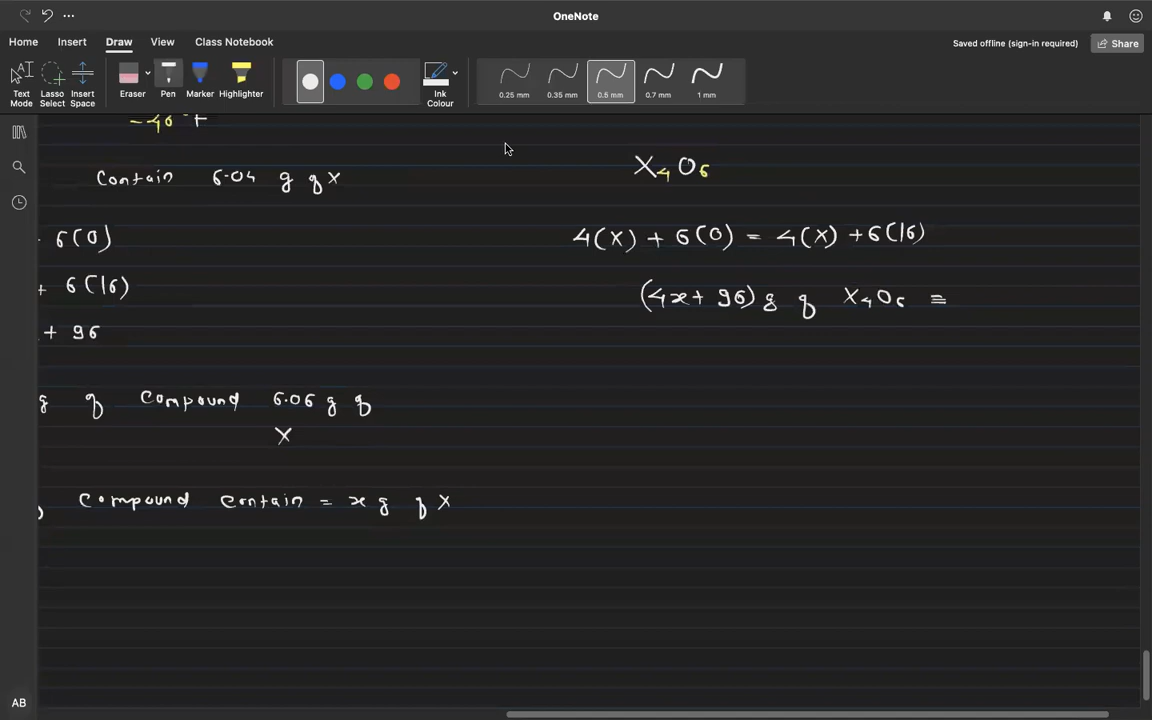 OneNote
Home Insert Draw View Class Notebook
Saved offline (sign-in required) Share
Text Mode Lasso Select Insert Space Eraser Pen Marker Highlighter Ink Colour 0.25 mm 0.35 mm 0.5 mm 0.7 mm 1 mm
-40 °F
Contain 6.04 g of X
6(O)
+ 6(16)
+ 96
g of Compound 6.06 g of
X
Compound Contain = x g of X
X₄O₆
4(X) + 6(O) = 4(X) + 6(16)
(4x + 96) g of X₄O₆ ≡
AB